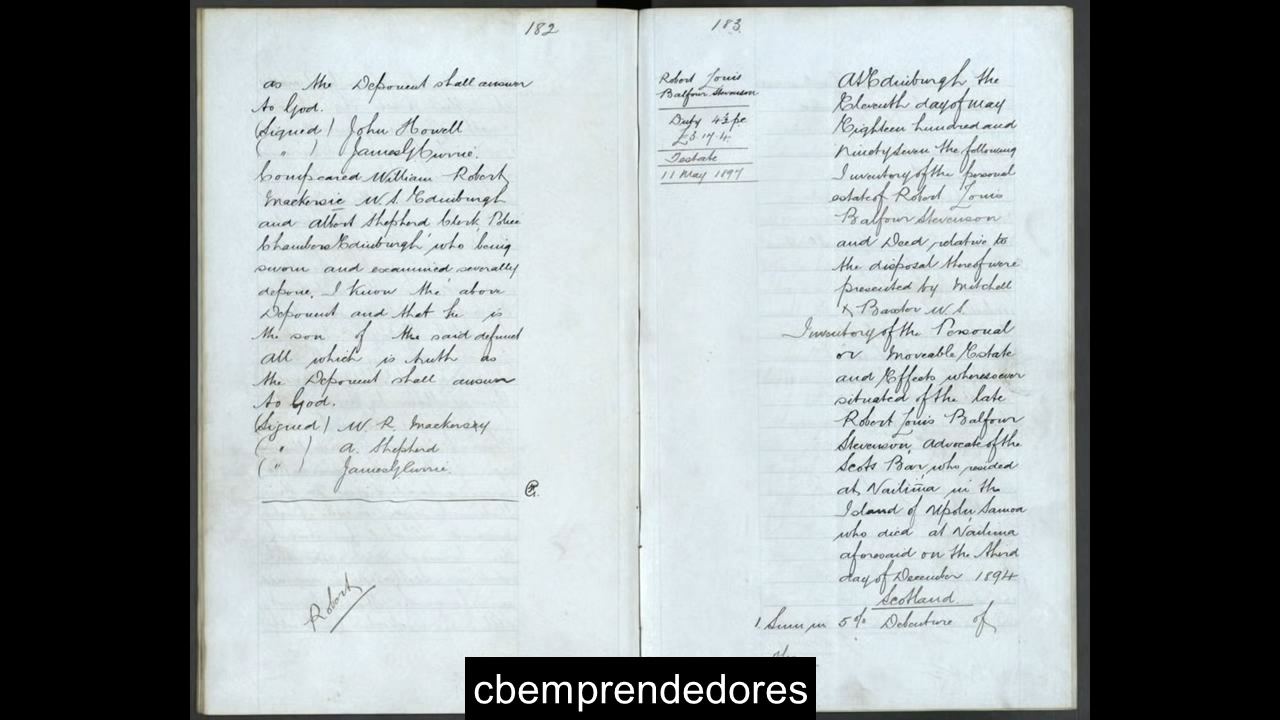 182
as the Deponent shall answer
to God.
(Signed) John Howell
( " ) James G Currie.
Compeared William Robert
Mackersie W.S. Edinburgh
and Albert Shepherd Clerk Police
Chambers Edinburgh who being
sworn and examined severally
depone, I know the above
Deponent and that he is
the son of the said defunct
All which is truth as
the Deponent shall answer
to God.
(Signed) W. R. Mackersey
( " ) A. Shepherd
( " ) James G Currie.
Robert
183
Robert Louis
Balfour Stevenson
Duty 4½ pc
£3.17.4.
Testate
11 May 1897
At Edinburgh the
Eleventh day of May
Eighteen hundred and
Ninety seven the following
Inventory of the personal
estate of Robert Louis
Balfour Stevenson
and Deed relative to
the disposal thereof were
presented by Mitchell
& Baxter W.S.
Inventory of the Personal
or Moveable Estate
and Effects wheresoever
situated of the late
Robert Louis Balfour
Stevenson, Advocate of the
Scots Bar, who resided
at Vailima in the
Island of Upolu, Samoa
who died at Vailima
aforesaid on the third
day of December 1894
Scotland.
1. Sum in 5% Debenture of
cbemprendedores